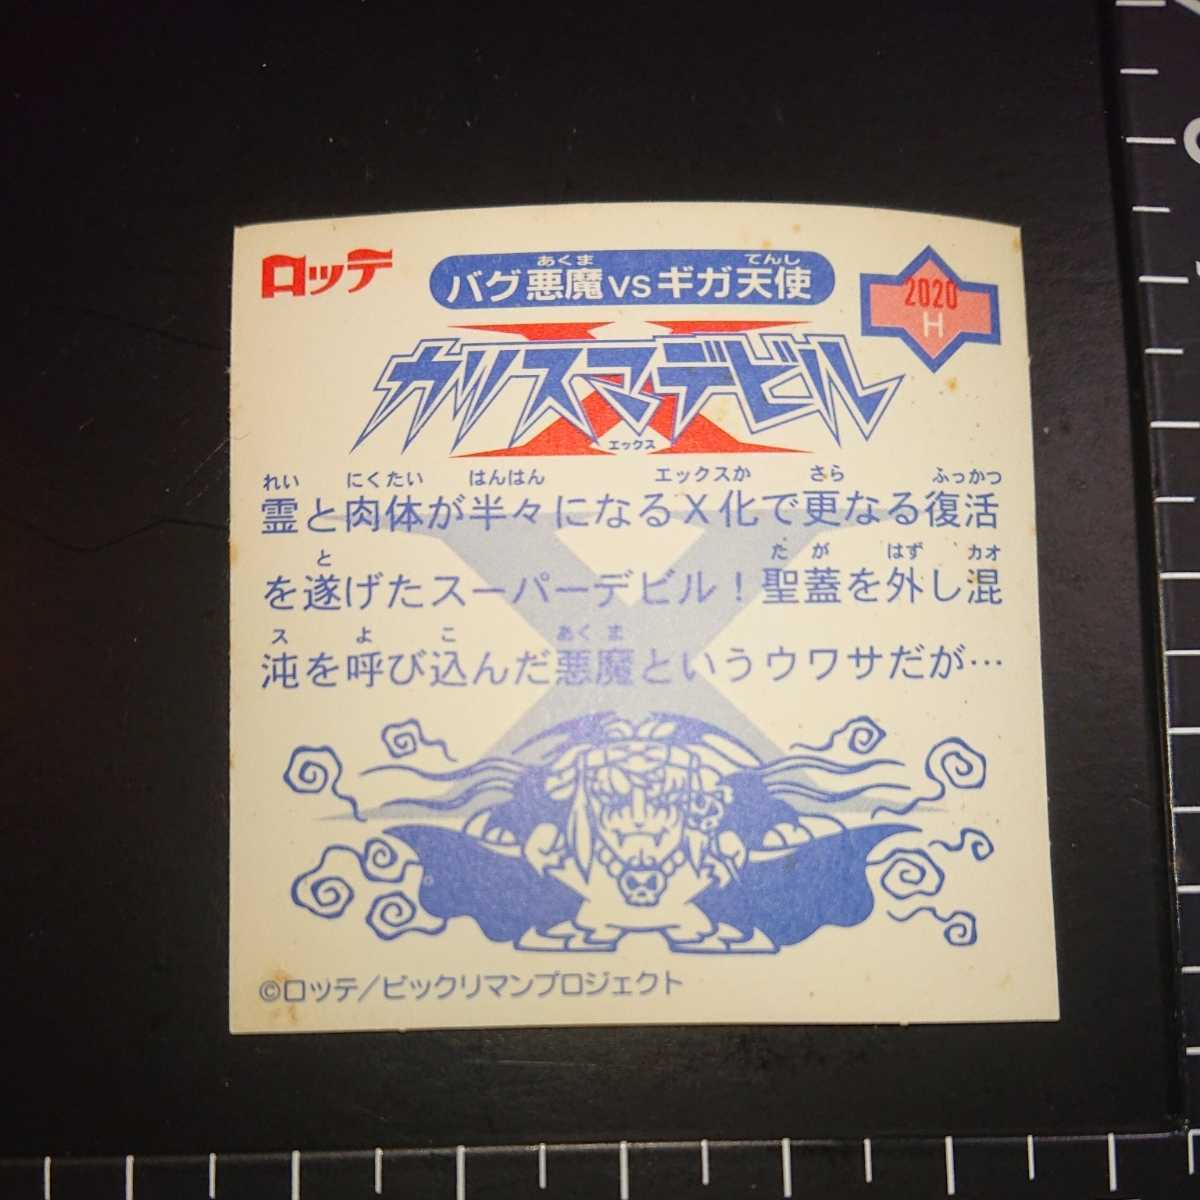 ロッテ
バグ悪魔vsギガ天使
あくま てんし
2020
H
カリスマデビル
X
エックス
れい にくたい はんはん エックスか さら ふっかつ
霊と肉体が半々になるX化で更なる復活
と たが はず カオ
を遂げたスーパーデビル！聖蓋を外し混
ス よ こ あくま
沌を呼び込んだ悪魔というウワサだが…
©ロッテ/ビックリマンプロジェクト